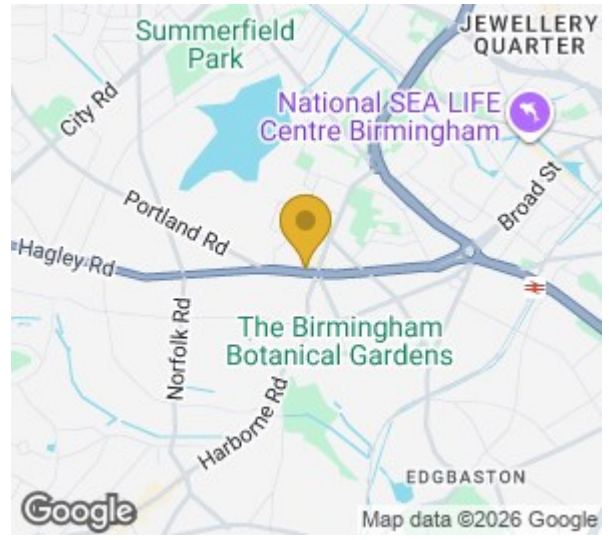 JEWELLERY
QUARTER
Summerfield
Park
City Rd
National SEA LIFE
Centre Birmingham
Broad St
Portland Rd
Hagley Rd
Norfolk Rd
The Birmingham
Botanical Gardens
Harborne Rd
EDGBASTON
Google
Map data ©2026 Google